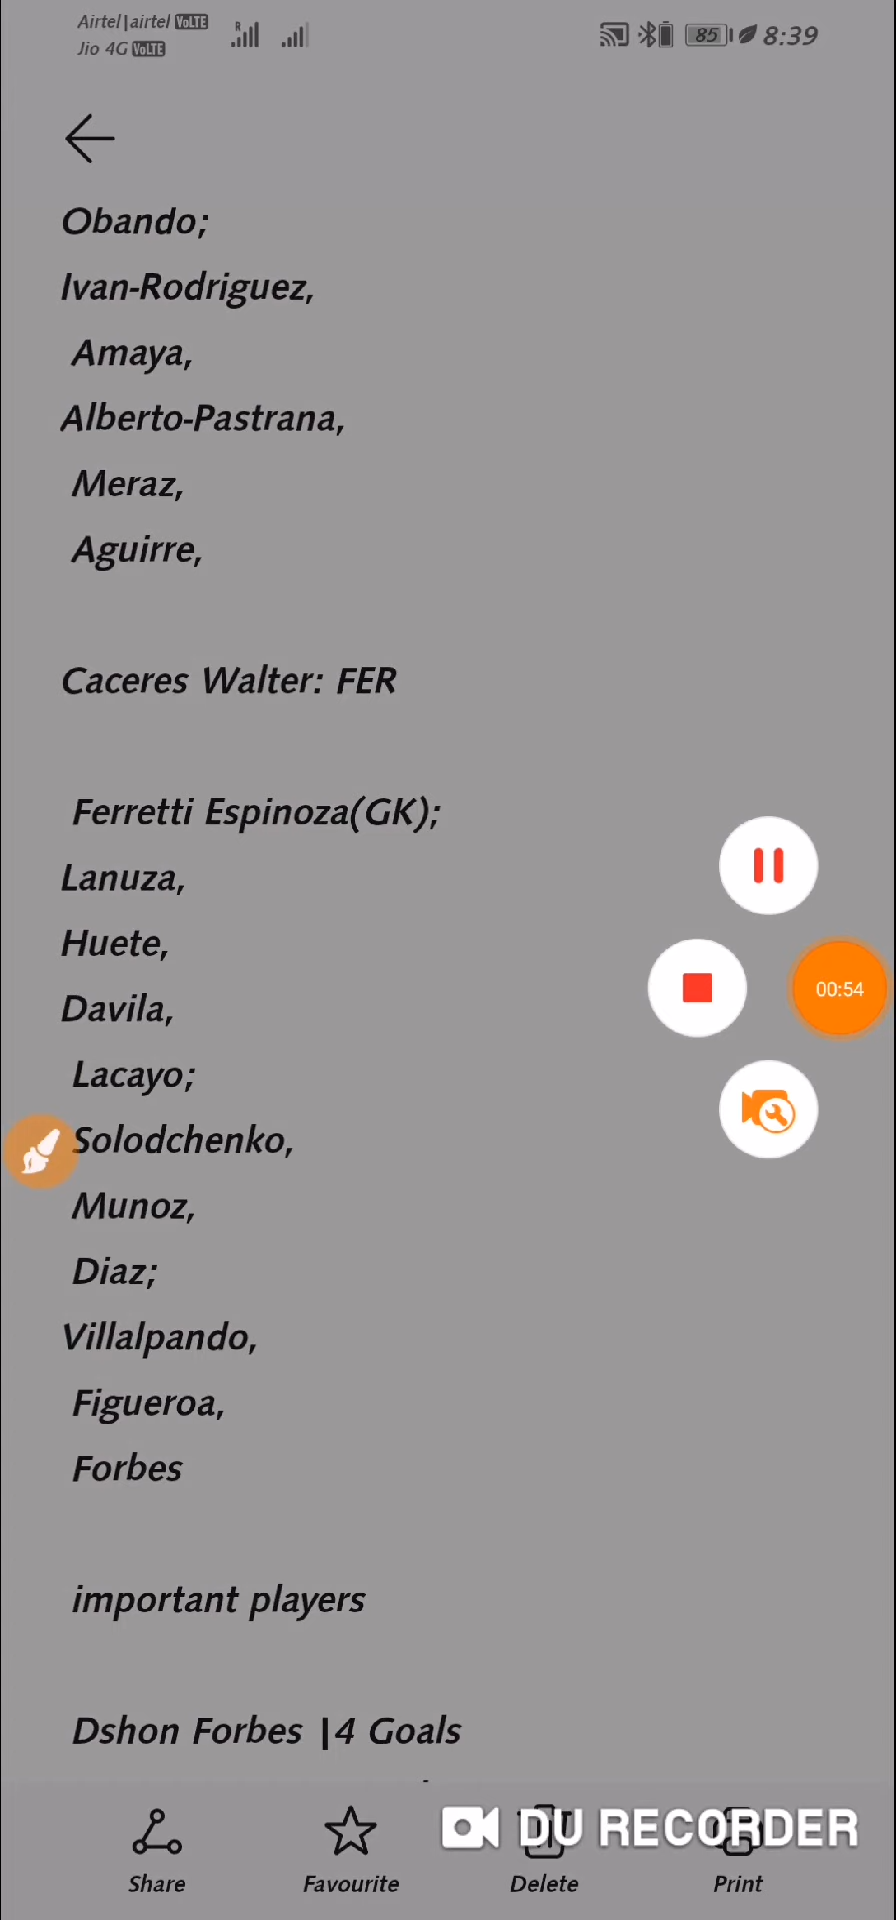 Airtel|airtel VoLTE
Jio 4G VoLTE
R
85
8:39
Obando;
Ivan-Rodriguez,
Amaya,
Alberto-Pastrana,
Meraz,
Aguirre,
Caceres Walter: FER
Ferretti Espinoza(GK);
Lanuza,
Huete,
Davila,
00:54
Lacayo;
Solodchenko,
Munoz,
Diaz;
Villalpando,
Figueroa,
Forbes
important players
Dshon Forbes |4 Goals
DU RECORDER
Share
Favourite
Delete
Print